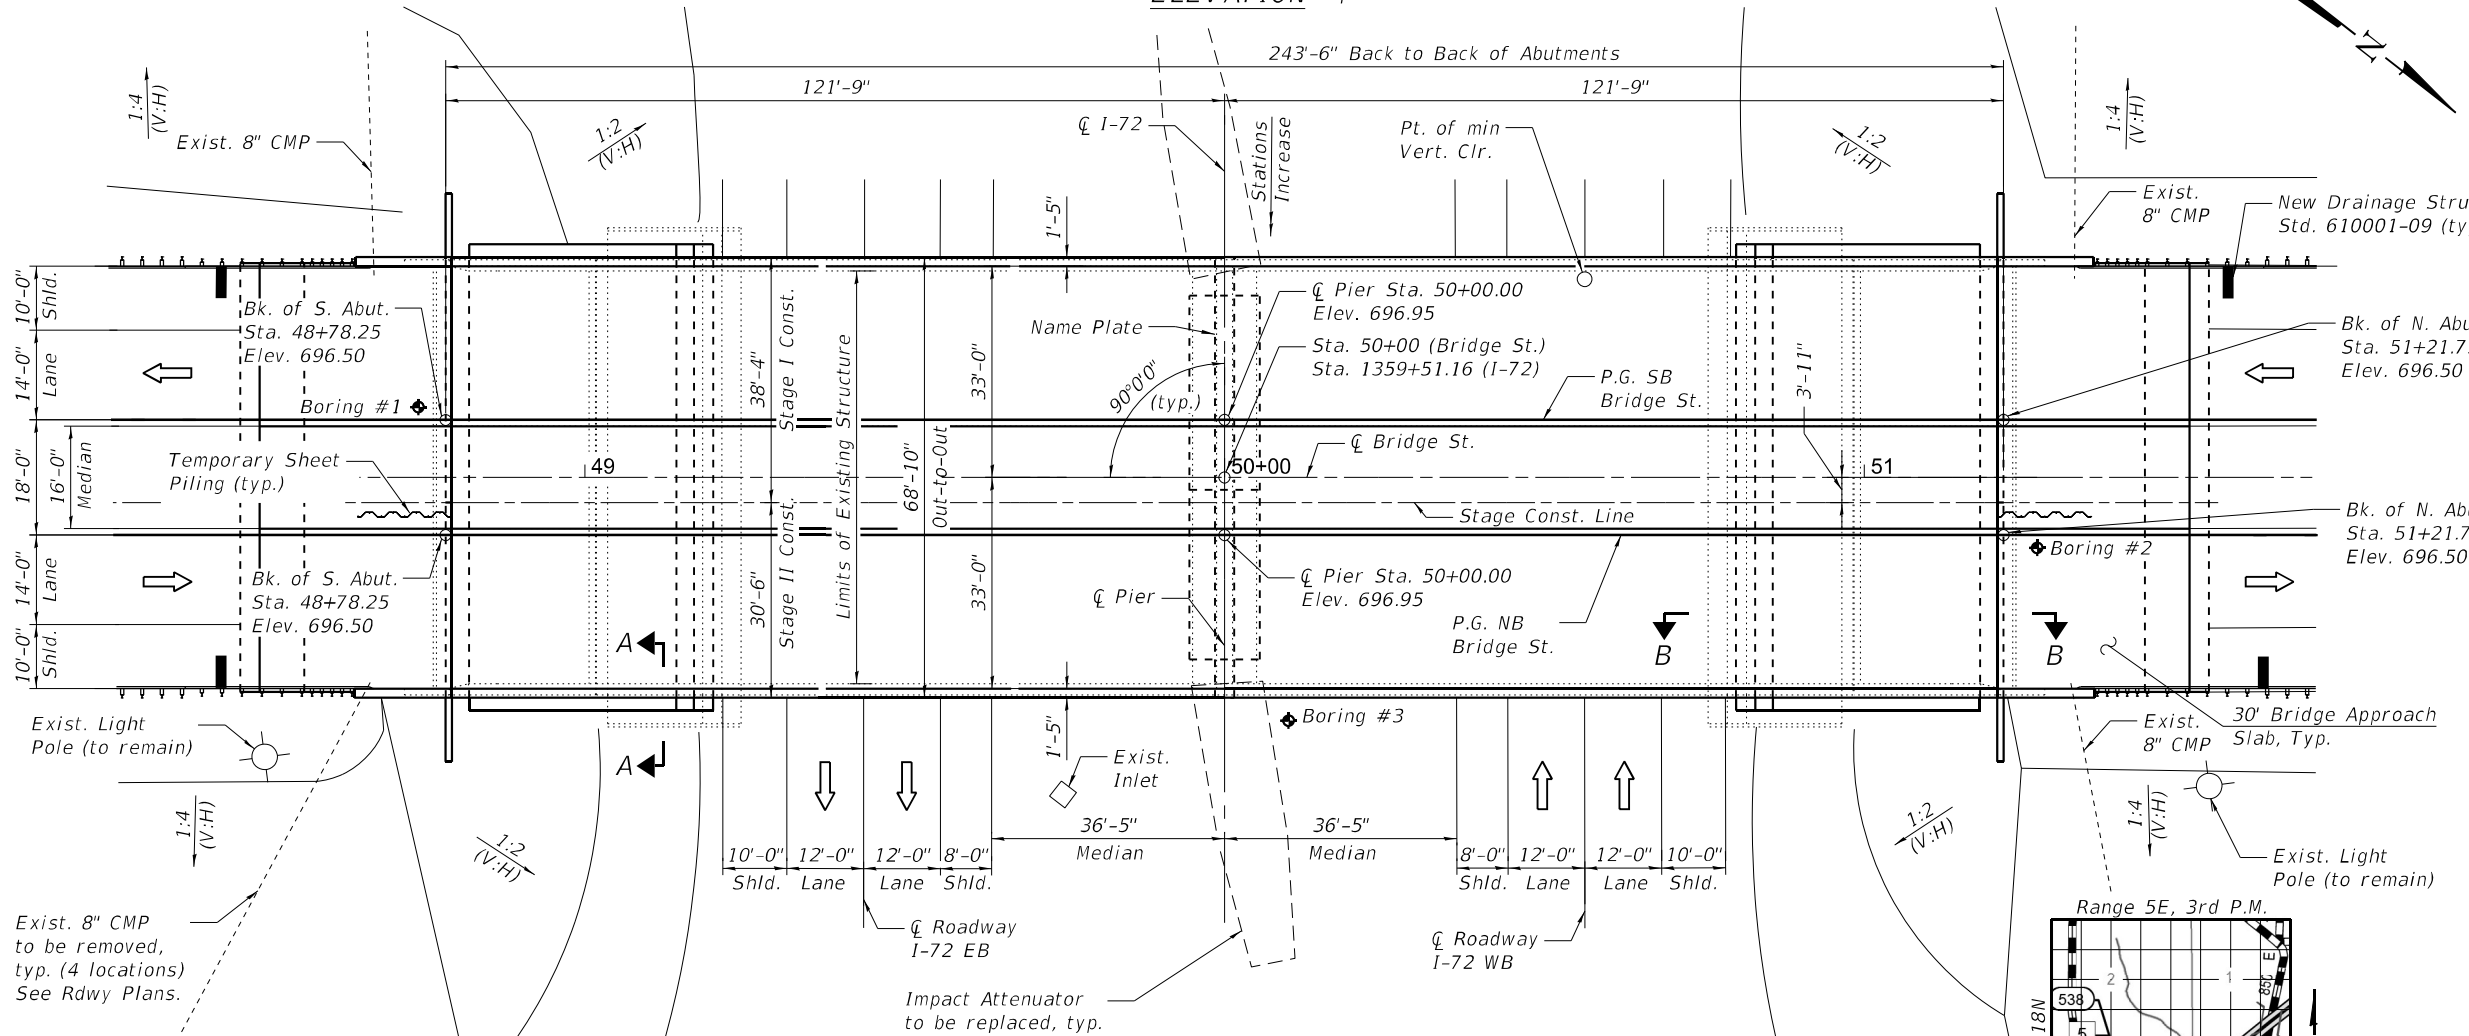 ELEVATION
243'-6" Back to Back of Abutments
121'-9"
121'-9"
1:4
(V:H)
Exist. 8" CMP
1:2
(V:H)
℄ I-72
Stations
Increase
Pt. of min
Vert. Clr.
1:2
(V:H)
1:4
(V:H)
N
Exist.
8" CMP
New Drainage Stru
Std. 610001-09 (ty
1'-5"
10'-0"
Shld.
14'-0"
Lane
18'-0"
16'-0"
Median
14'-0"
Lane
10'-0"
Shld.
Bk. of S. Abut.
Sta. 48+78.25
Elev. 696.50
Boring #1
Temporary Sheet
Piling (typ.)
49
Bk. of S. Abut.
Sta. 48+78.25
Elev. 696.50
A
A
38'-4"
Stage I Const.
30'-6"
Stage II Const.
Limits of Existing Structure
68'-10"
Out-to-Out
33'-0"
33'-0"
Name Plate
90°0'0"
(typ.)
℄ Pier Sta. 50+00.00
Elev. 696.95
Sta. 50+00 (Bridge St.)
Sta. 1359+51.16 (I-72)
P.G. SB
Bridge St.
℄ Bridge St.
50+00
3'-11"
51
Stage Const. Line
℄ Pier Sta. 50+00.00
Elev. 696.95
℄ Pier
P.G. NB
Bridge St.
B
B
Bk. of N. Abu
Sta. 51+21.7
Elev. 696.50
Bk. of N. Abu
Sta. 51+21.7
Elev. 696.50
Boring #2
Boring #3
1'-5"
Exist.
Inlet
Exist. Light
Pole (to remain)
1:4
(V:H)
1:2
(V:H)
36'-5"
Median
36'-5"
Median
10'-0"
Shld.
12'-0"
Lane
12'-0"
Lane
8'-0"
Shld.
8'-0"
Shld.
12'-0"
Lane
12'-0"
Lane
10'-0"
Shld.
℄ Roadway
I-72 EB
℄ Roadway
I-72 WB
Impact Attenuator
to be replaced, typ.
Exist. 8" CMP
to be removed,
typ. (4 locations)
See Rdwy Plans.
1:2
(V:H)
1:4
(V:H)
Exist.
8" CMP
30' Bridge Approach
Slab, Typ.
Exist. Light
Pole (to remain)
Range 5E, 3rd P.M.
2
1
538
5
850 E
18N